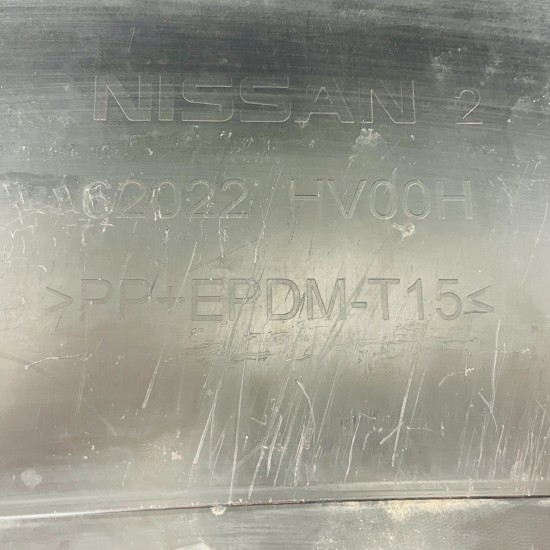 NISSAN 2
62022 HV00H
>PP+EPDM-T15<